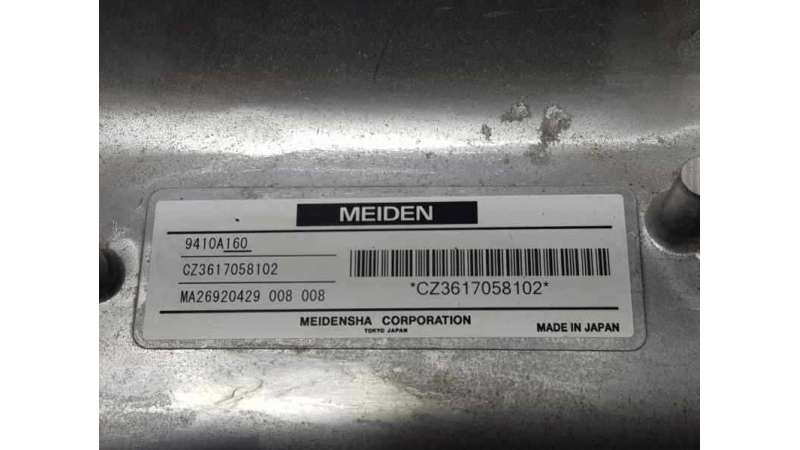 MEIDEN
9410A160
CZ3617058102
*CZ3617058102*
MA26920429 008 008
MEIDENSHA CORPORATION
TOKYO JAPAN
MADE IN JAPAN